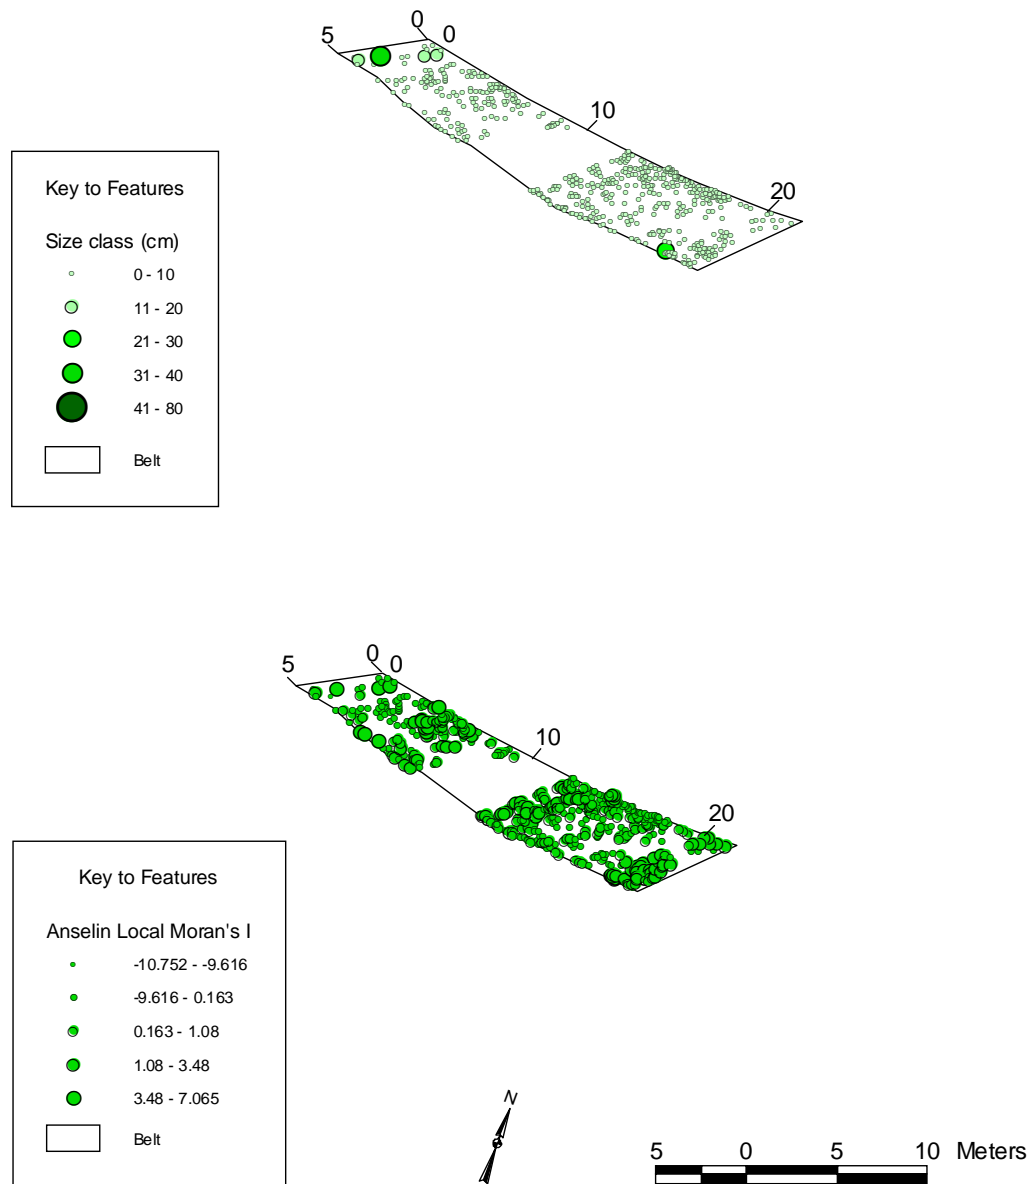 0
0
5
10
20
Key to Features
Size class (cm)
0 - 10
11 - 20
21 - 30
31 - 40
41 - 80
Belt
0
0
5
10
20
Key to Features
Anselin Local Moran's I
-10.752 - -9.616
-9.616 - 0.163
0.163 - 1.08
1.08 - 3.48
3.48 - 7.065
Belt
N
5 0 5 10 Meters